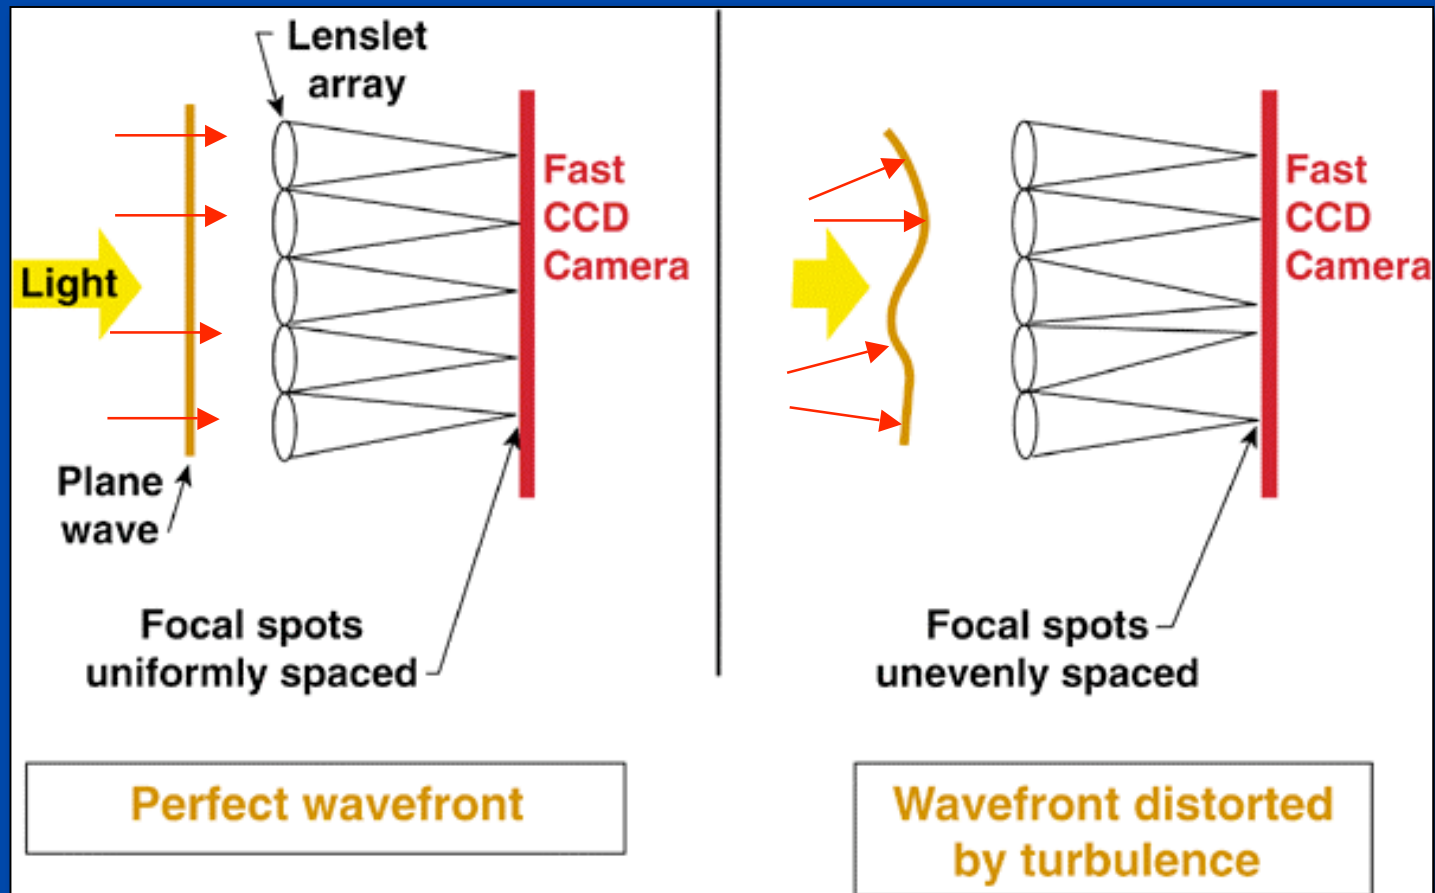 Lenslet
array
Fast
CCD
Camera
Light
Plane
wave
Focal spots
uniformly spaced
Perfect wavefront
Fast
CCD
Camera
Focal spots
unevenly spaced
Wavefront distorted
by turbulence